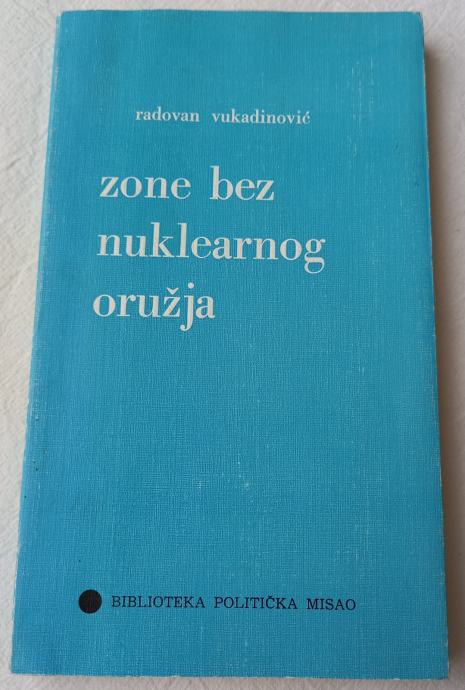 radovan vukadinović
zone bez
nuklearnog
oružja
BIBLIOTEKA POLITIČKA MISAO